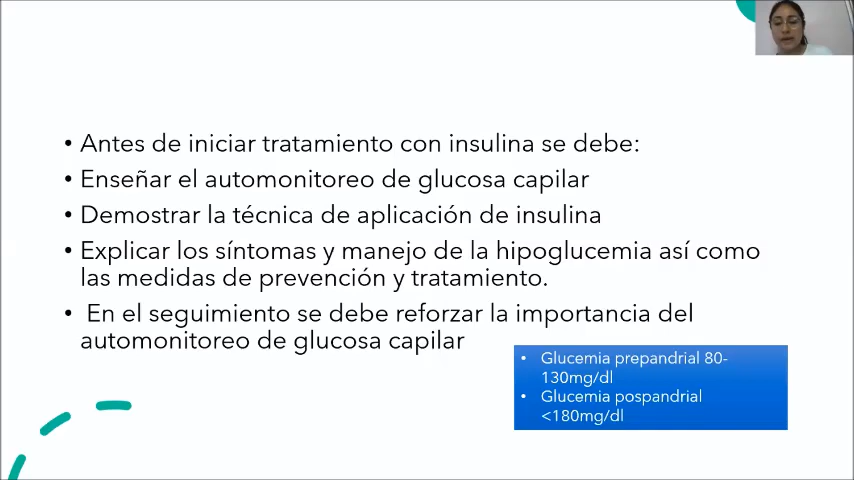 • Antes de iniciar tratamiento con insulina se debe:
• Enseñar el automonitoreo de glucosa capilar
• Demostrar la técnica de aplicación de insulina
• Explicar los síntomas y manejo de la hipoglucemia así como
las medidas de prevención y tratamiento.
• En el seguimiento se debe reforzar la importancia del
automonitoreo de glucosa capilar
• Glucemia prepandrial 80-
130mg/dl
• Glucemia pospandrial
<180mg/dl